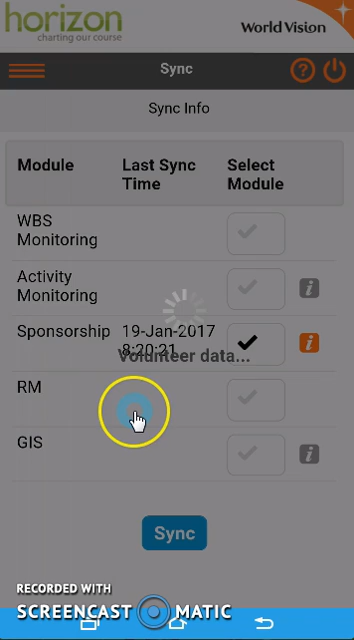 horizon
charting our course
World Vision
Sync
?
Sync Info
Module Last Sync Time Select Module
WBS Monitoring
Activity Monitoring i
Sponsorship 19-Jan-2017 8:20:21 i
Volunteer data...
RM
GIS i
Sync
RECORDED WITH
SCREENCAST MATIC